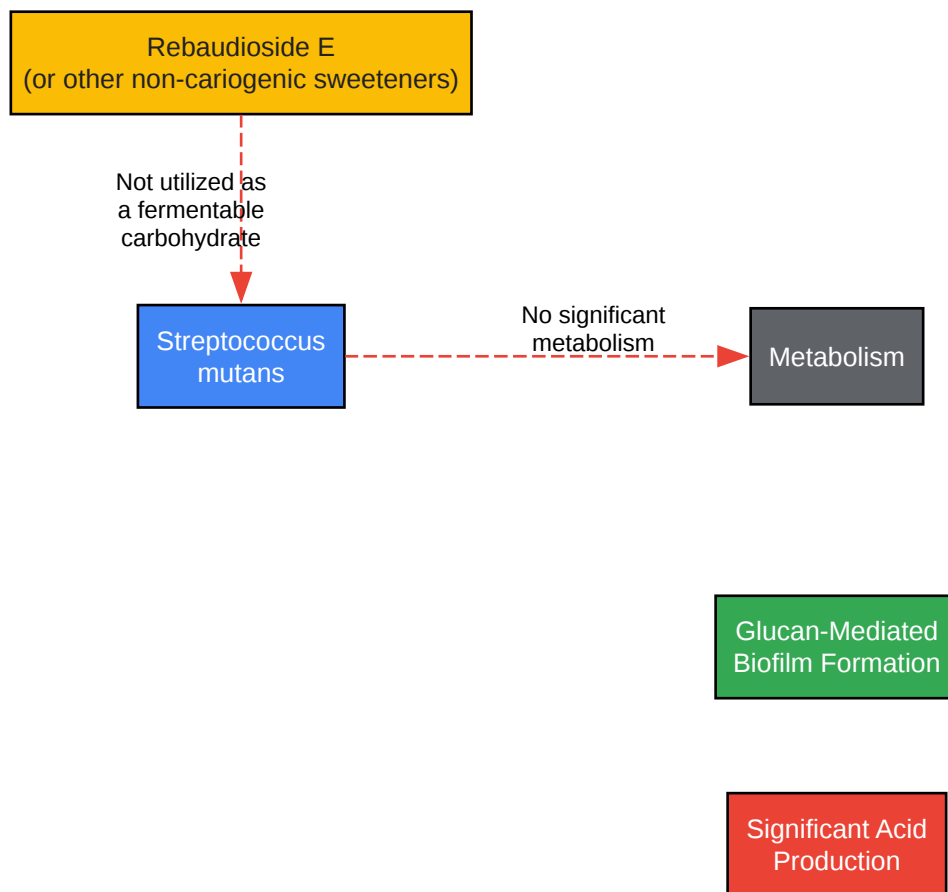 Rebaudioside E
(or other non-cariogenic sweeteners)
Not utilized as
a fermentable
carbohydrate
Streptococcus
mutans
No significant
metabolism
Metabolism
Glucan-Mediated
Biofilm Formation
Significant Acid
Production